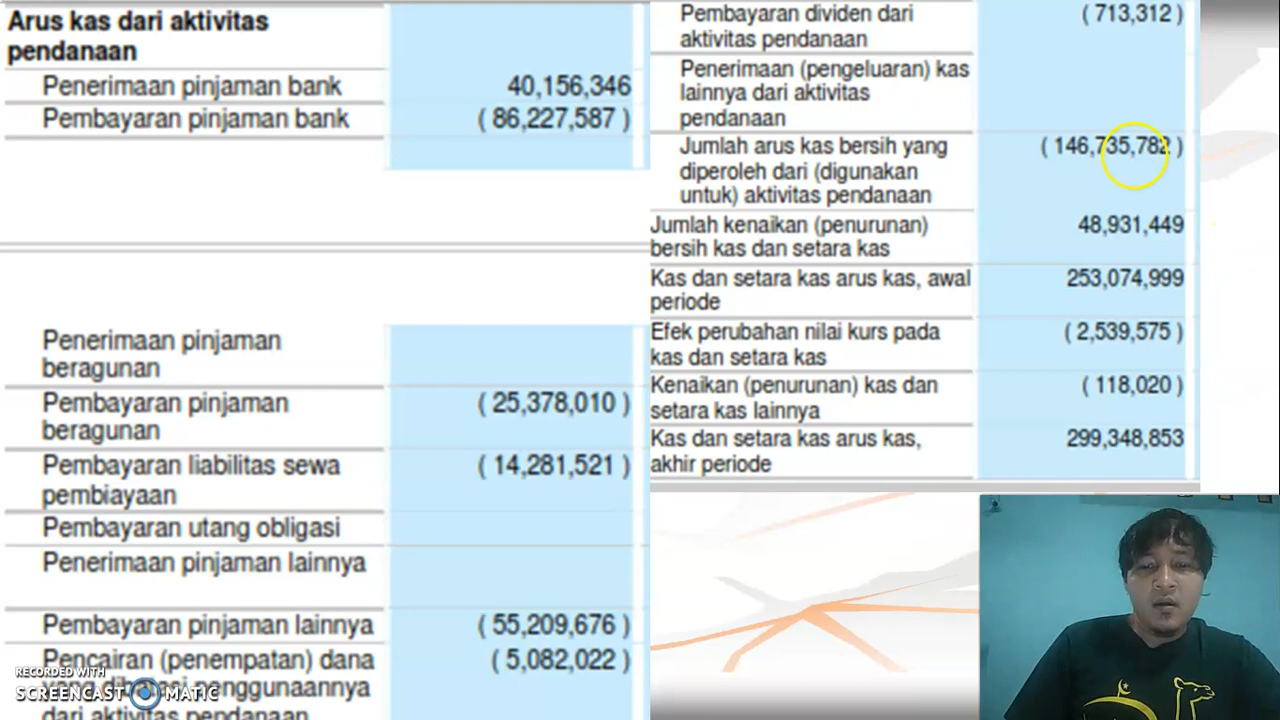 Arus kas dari aktivitas
pendanaan
Penerimaan pinjaman bank 40,156,346
Pembayaran pinjaman bank ( 86,227,587 )
Penerimaan pinjaman
beragunan
Pembayaran pinjaman ( 25,378,010 )
beragunan
Pembayaran liabilitas sewa ( 14,281,521 )
pembiayaan
Pembayaran utang obligasi
Penerimaan pinjaman lainnya
Pembayaran pinjaman lainnya ( 55,209,676 )
Pencairan (penempatan) dana ( 5,082,022 )
yang dibatasi penggunaannya
dari aktivitas pendanaan
Pembayaran dividen dari ( 713,312 )
aktivitas pendanaan
Penerimaan (pengeluaran) kas
lainnya dari aktivitas
pendanaan
Jumlah arus kas bersih yang ( 146,735,782 )
diperoleh dari (digunakan
untuk) aktivitas pendanaan
Jumlah kenaikan (penurunan) 48,931,449
bersih kas dan setara kas
Kas dan setara kas arus kas, awal 253,074,999
periode
Efek perubahan nilai kurs pada ( 2,539,575 )
kas dan setara kas
Kenaikan (penurunan) kas dan ( 118,020 )
setara kas lainnya
Kas dan setara kas arus kas, 299,348,853
akhir periode
RECORDED WITH
SCREENCAST MATIC